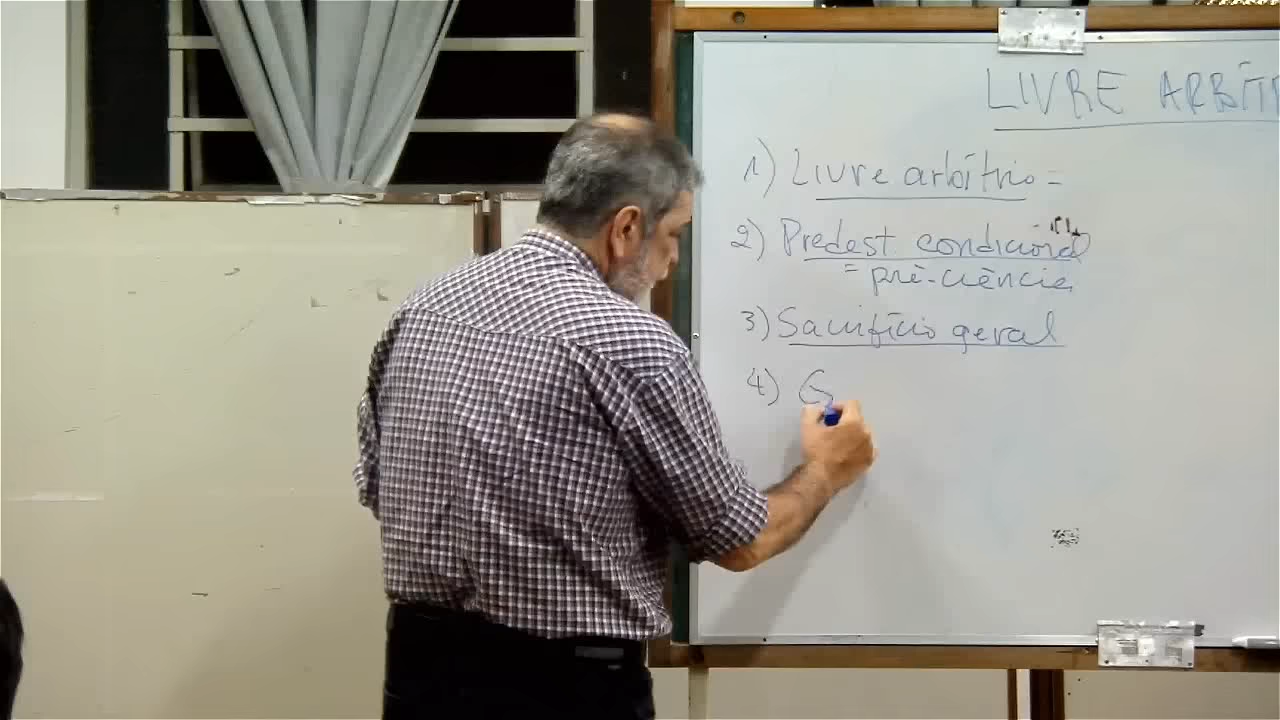 LIVRE ARBÍT
1) Livre arbítrio =
2) Predest condicional
= pré-ciência
3) Sacrifício geral
4) G